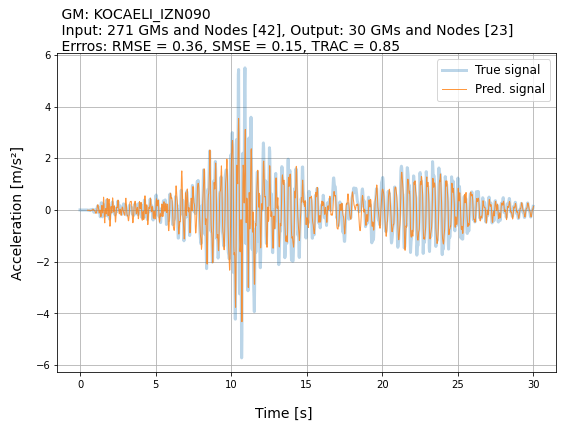 GM: KOCAELI_IZN090
Input: 271 GMs and Nodes [42], Output: 30 GMs and Nodes [23]
Errros: RMSE = 0.36, SMSE = 0.15, TRAC = 0.85
True signal
Pred. signal
Acceleration [m/s²]
6
4
2
0
−2
−4
−6
0 5 10 15 20 25 30
Time [s]